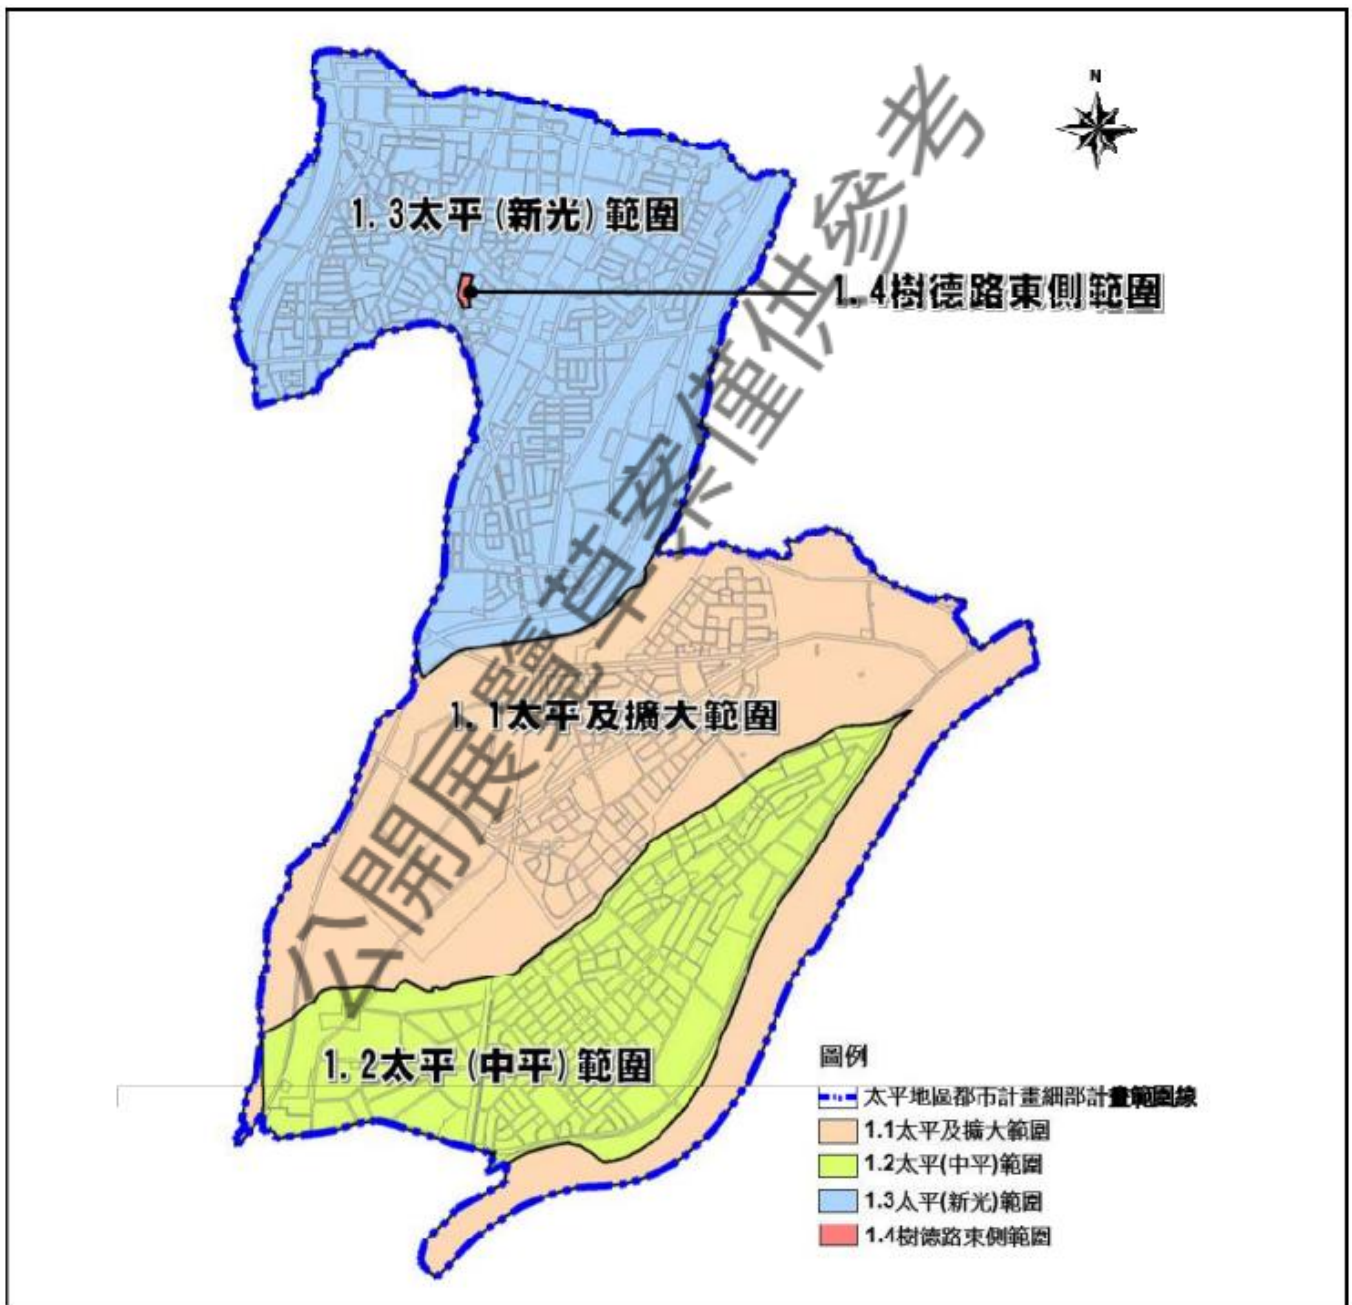 N
1.3太平(新光)範圍
1.4樹德路東側範圍
1.1太平及擴大範圍
1.2太平(中平)範圍
公開展覽草案僅供參考
圖例
太平地區都市計畫細部計畫範圍線
1.1太平及擴大範圍
1.2太平(中平)範圍
1.3太平(新光)範圍
1.4樹德路東側範圍